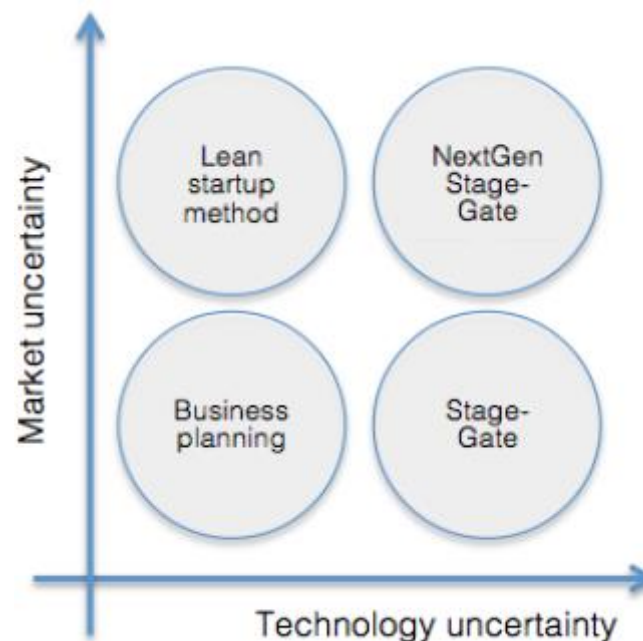 Market uncertainty
Lean
startup
method
NextGen
Stage-
Gate
Business
planning
Stage-
Gate
Technology uncertainty